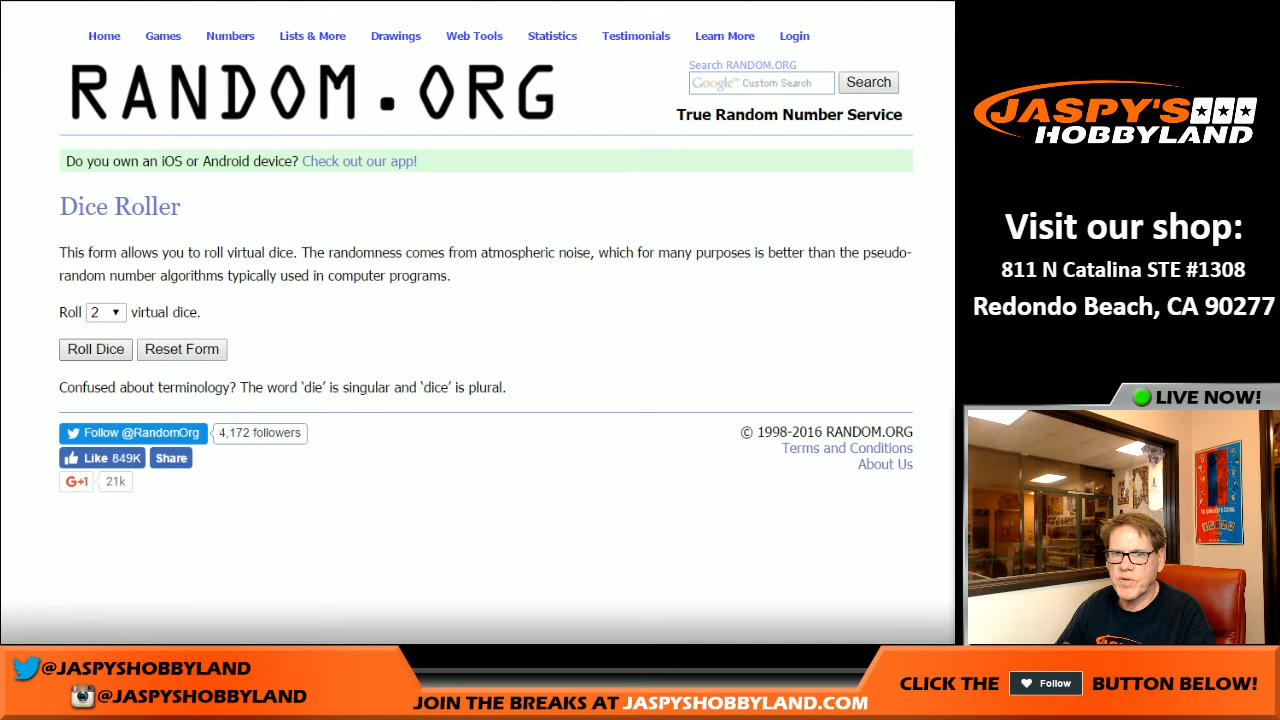 Home Games Numbers Lists & More Drawings Web Tools Statistics Testimonials Learn More Login
RANDOM.ORG
Search RANDOM.ORG
Google™ Custom Search Search
True Random Number Service
Do you own an iOS or Android device? Check out our app!
Dice Roller
This form allows you to roll virtual dice. The randomness comes from atmospheric noise, which for many purposes is better than the pseudo-
random number algorithms typically used in computer programs.
Roll 2 virtual dice.
Roll Dice Reset Form
Confused about terminology? The word ‘die’ is singular and ‘dice’ is plural.
Follow @RandomOrg 4,172 followers
Like 849K Share
G+1 21k
© 1998-2016 RANDOM.ORG
Terms and Conditions
About Us
JASPY'S
HOBBYLAND
Visit our shop:
811 N Catalina STE #1308
Redondo Beach, CA 90277
LIVE NOW!
@JASPYSHOBBYLAND
@JASPYSHOBBYLAND
JOIN THE BREAKS AT JASPYSHOBBYLAND.COM
CLICK THE Follow BUTTON BELOW!